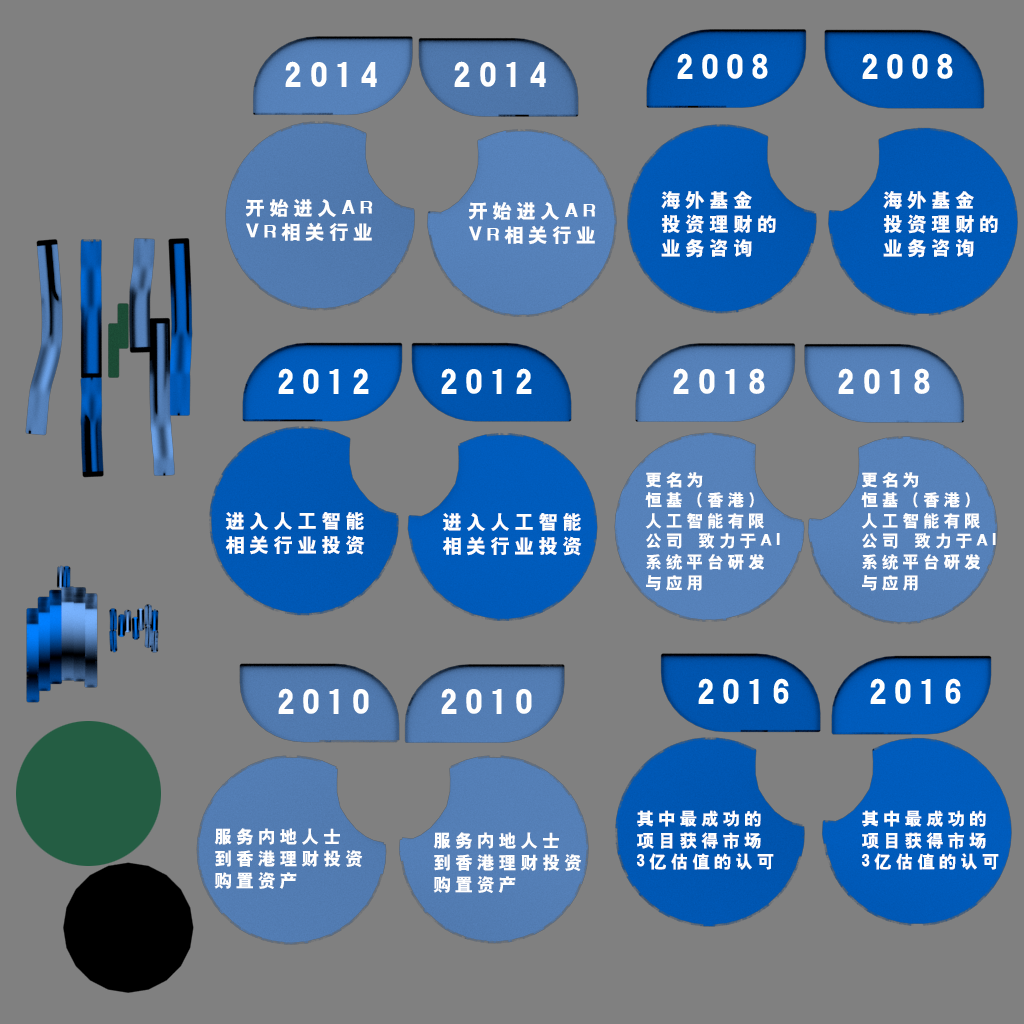 2014
2014
开始进入AR
VR相关行业
开始进入AR
VR相关行业
2008
2008
海外基金
投资理财的
业务咨询
海外基金
投资理财的
业务咨询
2012
2012
进入人工智能
相关行业投资
进入人工智能
相关行业投资
2018
2018
更名为
恒基（香港）
人工智能有限
公司 致力于AI
系统平台研发
与应用
更名为
恒基（香港）
人工智能有限
公司 致力于AI
系统平台研发
与应用
2010
2010
服务内地人士
到香港理财投资
购置资产
服务内地人士
到香港理财投资
购置资产
2016
2016
其中最成功的
项目获得市场
3亿估值的认可
其中最成功的
项目获得市场
3亿估值的认可